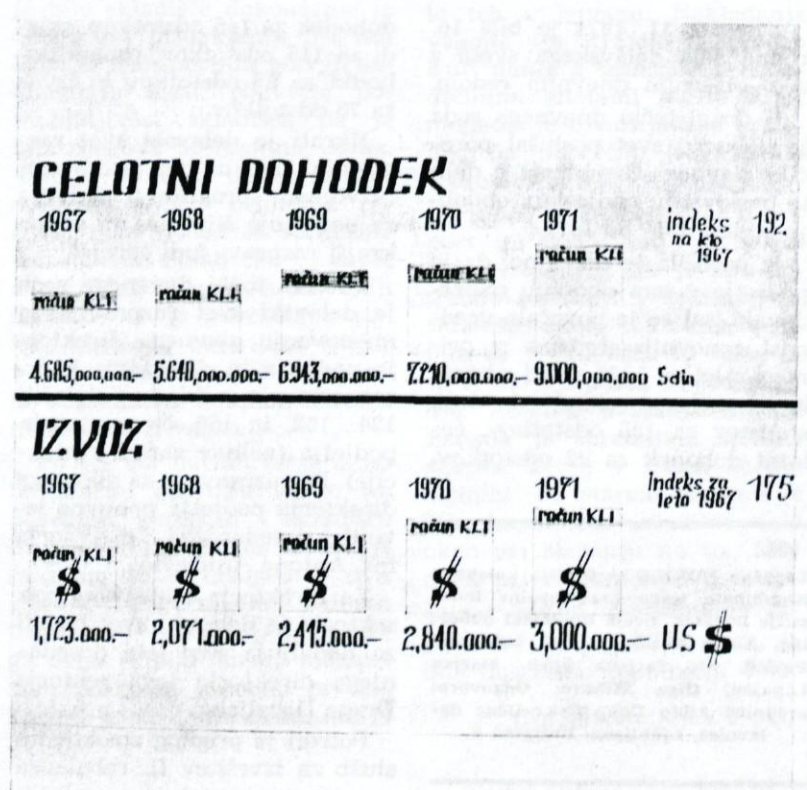 CELOTNI DOHODEK
1967 1968 1969 1970 1971 indeks na leto 1967 192.
račun KLI račun KLI račun KLI račun KLI račun KLI
4.685,000,000,- 5.640,000.000,- 6.943,000.000.- 7.210,000.000,- 9.000,000,000 Sdin
IZVOZ
1967 1968 1969 1970 1971 indeks za leto 1967 175
račun KLI račun KLI račun KLI račun KLI račun KLI
$ $ $ $ $
1,723.000.- 2,071.000.- 2,415.000.- 2,840.000.- 3,000.000.- US $